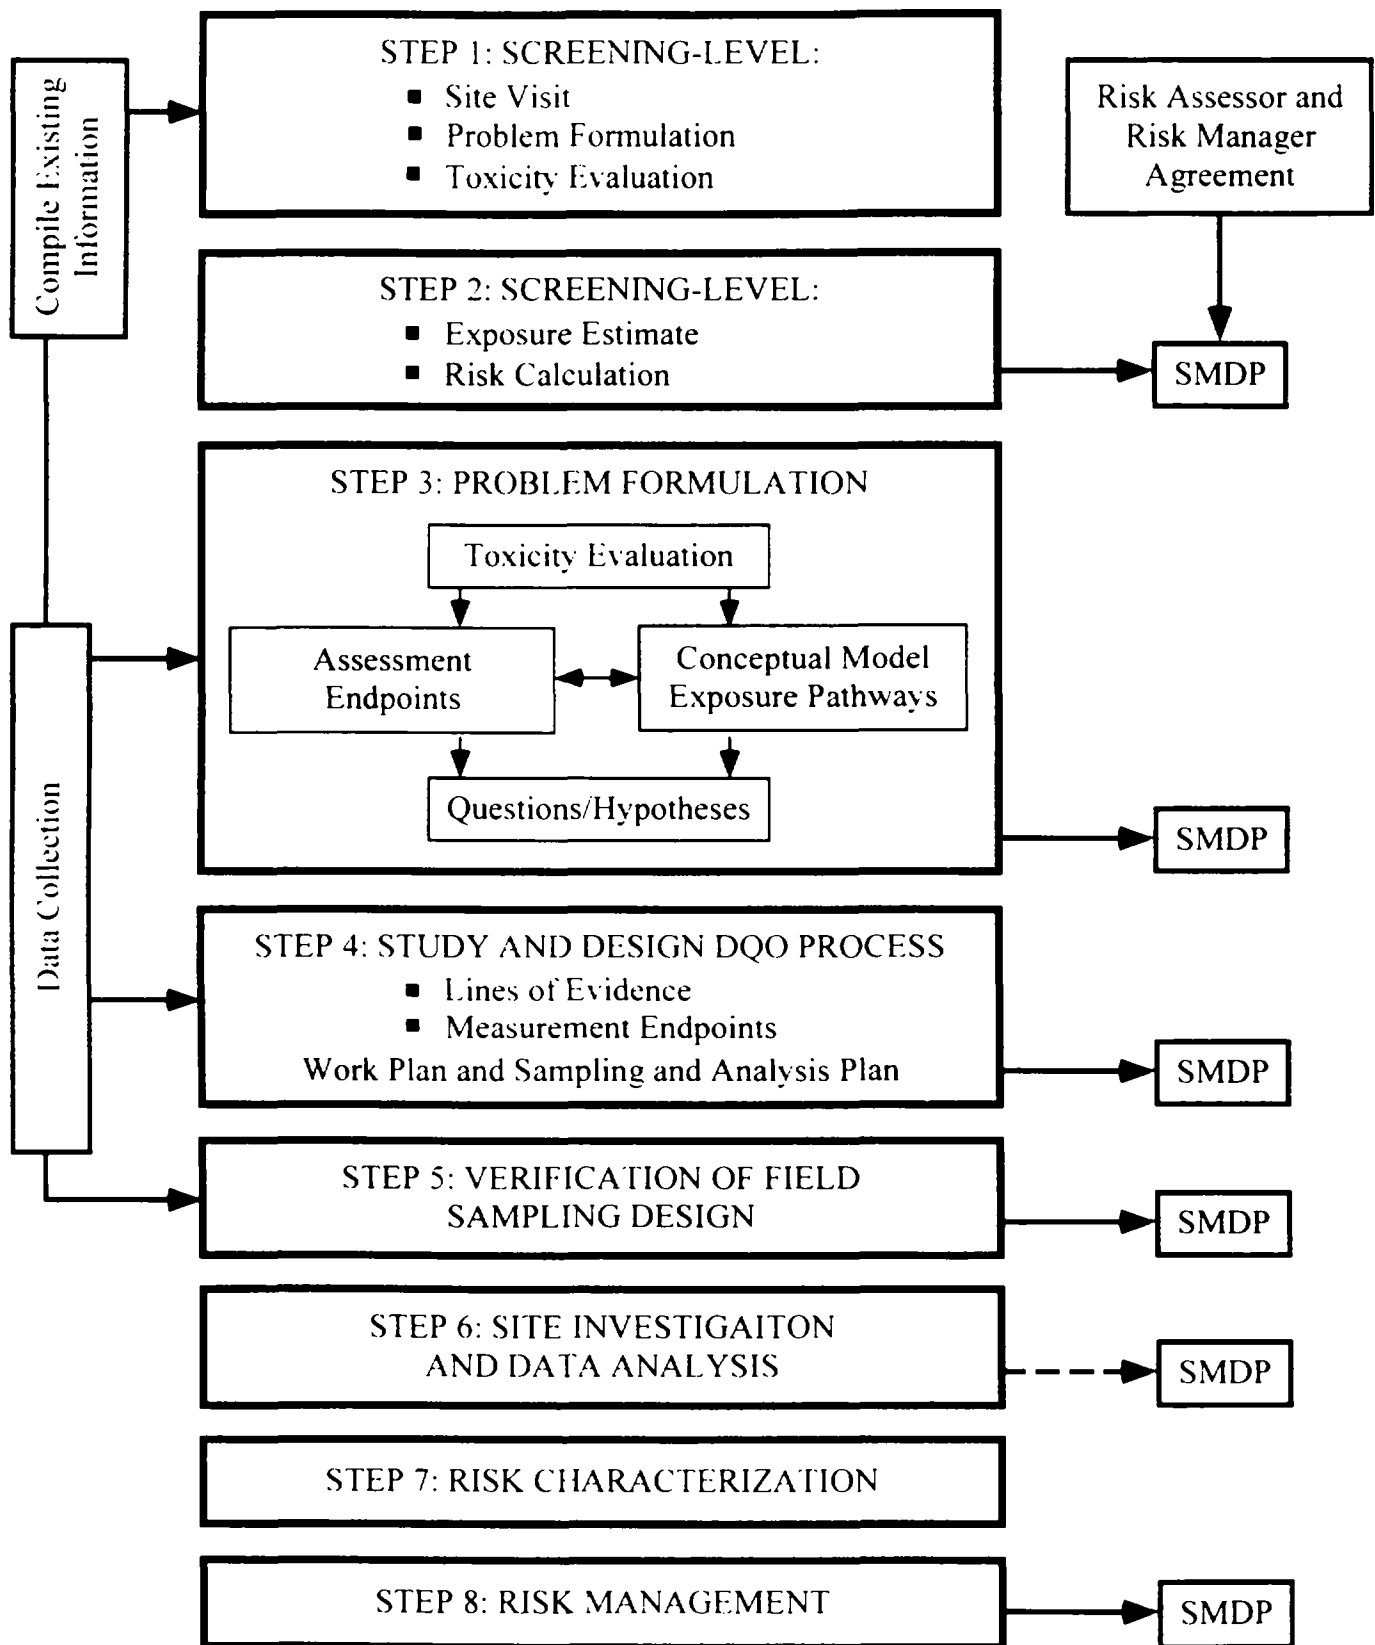 STEP 1: SCREENING-LEVEL:
■ Site Visit
■ Problem Formulation
■ Toxicity Evaluation
Compile Existing
Information
Risk Assessor and
Risk Manager
Agreement
STEP 2: SCREENING-LEVEL:
■ Exposure Estimate
■ Risk Calculation
SMDP
STEP 3: PROBLEM FORMULATION
Toxicity Evaluation
Assessment
Endpoints
Conceptual Model
Exposure Pathways
Questions/Hypotheses
SMDP
Data Collection
STEP 4: STUDY AND DESIGN DQO PROCESS
■ Lines of Evidence
■ Measurement Endpoints
Work Plan and Sampling and Analysis Plan
SMDP
STEP 5: VERIFICATION OF FIELD
SAMPLING DESIGN
SMDP
STEP 6: SITE INVESTIGAITON
AND DATA ANALYSIS
SMDP
STEP 7: RISK CHARACTERIZATION
STEP 8: RISK MANAGEMENT
SMDP